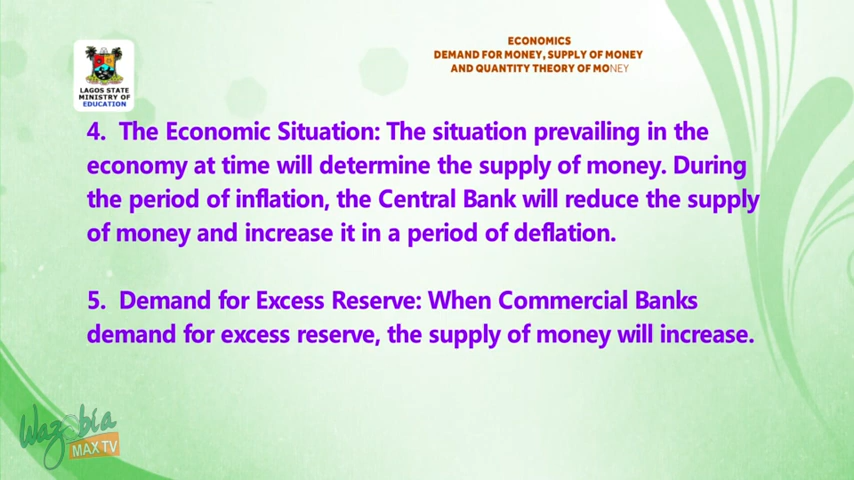 ECONOMICS
DEMAND FOR MONEY, SUPPLY OF MONEY
AND QUANTITY THEORY OF MONEY
LAGOS STATE
MINISTRY OF
EDUCATION
4. The Economic Situation: The situation prevailing in the
economy at time will determine the supply of money. During
the period of inflation, the Central Bank will reduce the supply
of money and increase it in a period of deflation.
5. Demand for Excess Reserve: When Commercial Banks
demand for excess reserve, the supply of money will increase.
Wazobia
MAX TV